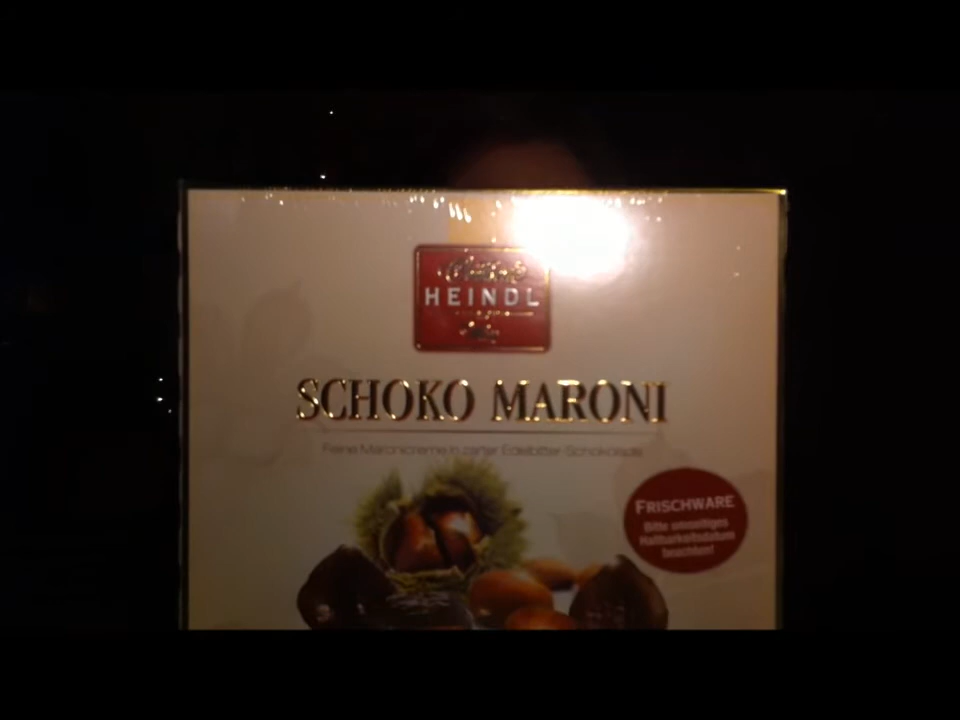 HEINDL
SCHOKO MARONI
Feine Maronicreme in zarter Edelbitter-Schokolade
FRISCHWARE
Bitte umseitiges
Haltbarkeitsdatum
beachten!